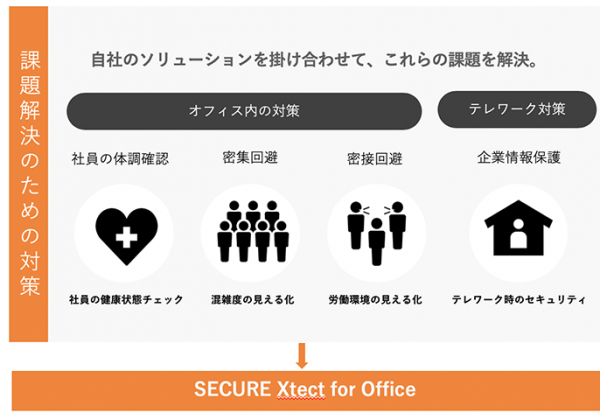 課題解決のための対策
自社のソリューションを掛け合わせて、これらの課題を解決。
オフィス内の対策
テレワーク対策
社員の体調確認
密集回避
密接回避
企業情報保護
社員の健康状態チェック
混雑度の見える化
労働環境の見える化
テレワーク時のセキュリティ
SECURE Xtect for Office